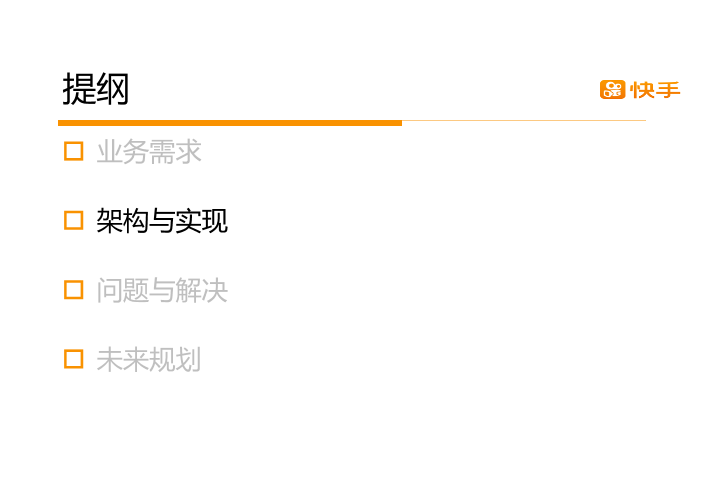 提纲
快手
业务需求
架构与实现
问题与解决
未来规划